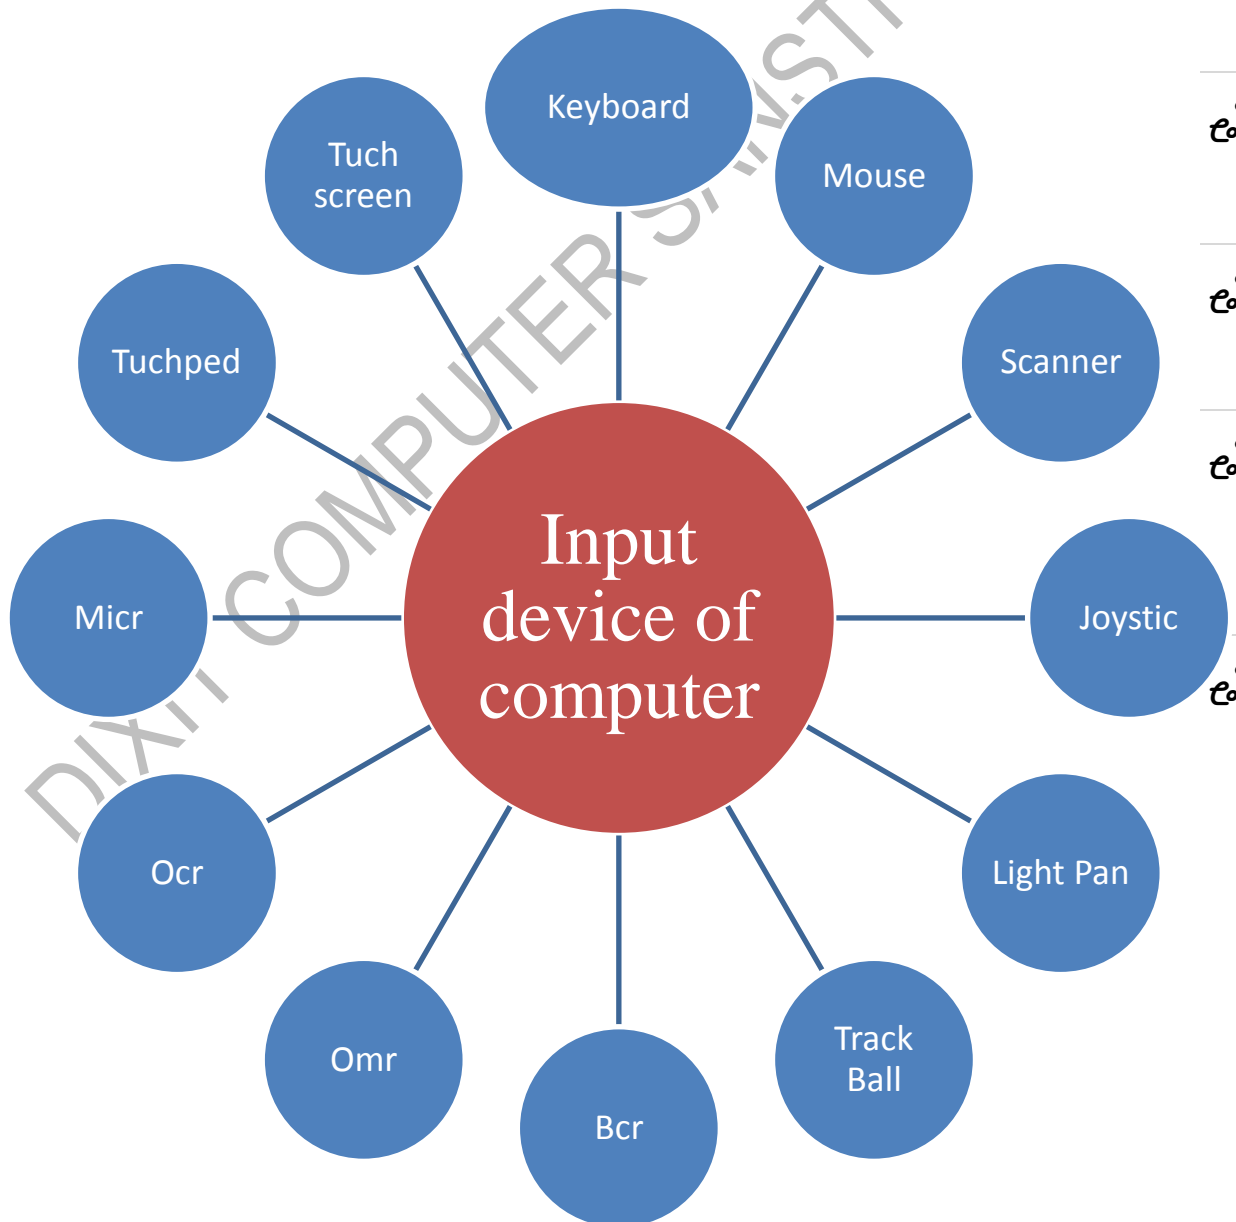 Keyboard
Mouse
Scanner
Joystic
Light Pan
Track
Ball
Bcr
Omr
Ocr
Micr
Tuchped
Tuch
screen
Input
device of
computer
DIXIT COMPUTER